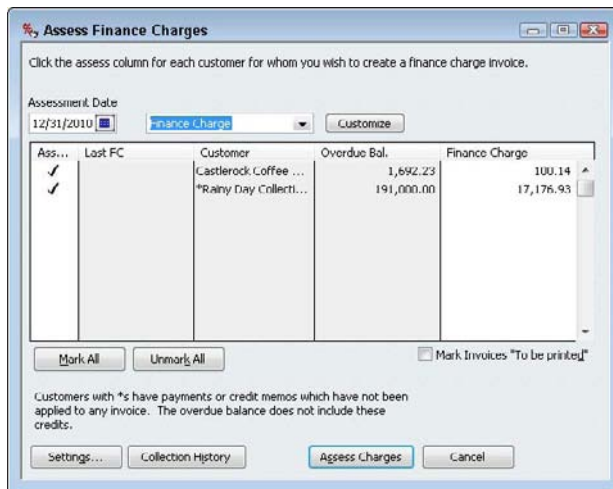 Assess Finance Charges
Click the assess column for each customer for whom you wish to create a finance charge invoice.
Assessment Date
12/31/2010 Finance Charge Customize
Ass... Last FC Customer Overdue Bal. Finance Charge
Castlerock Coffee ... 1,692.23 100.14
*Rainy Day Collecti... 191,000.00 17,176.93
Mark All Unmark All Mark Invoices "To be printed"
Customers with *s have payments or credit memos which have not been
applied to any invoice. The overdue balance does not include these
credits.
Settings... Collection History Assess Charges Cancel